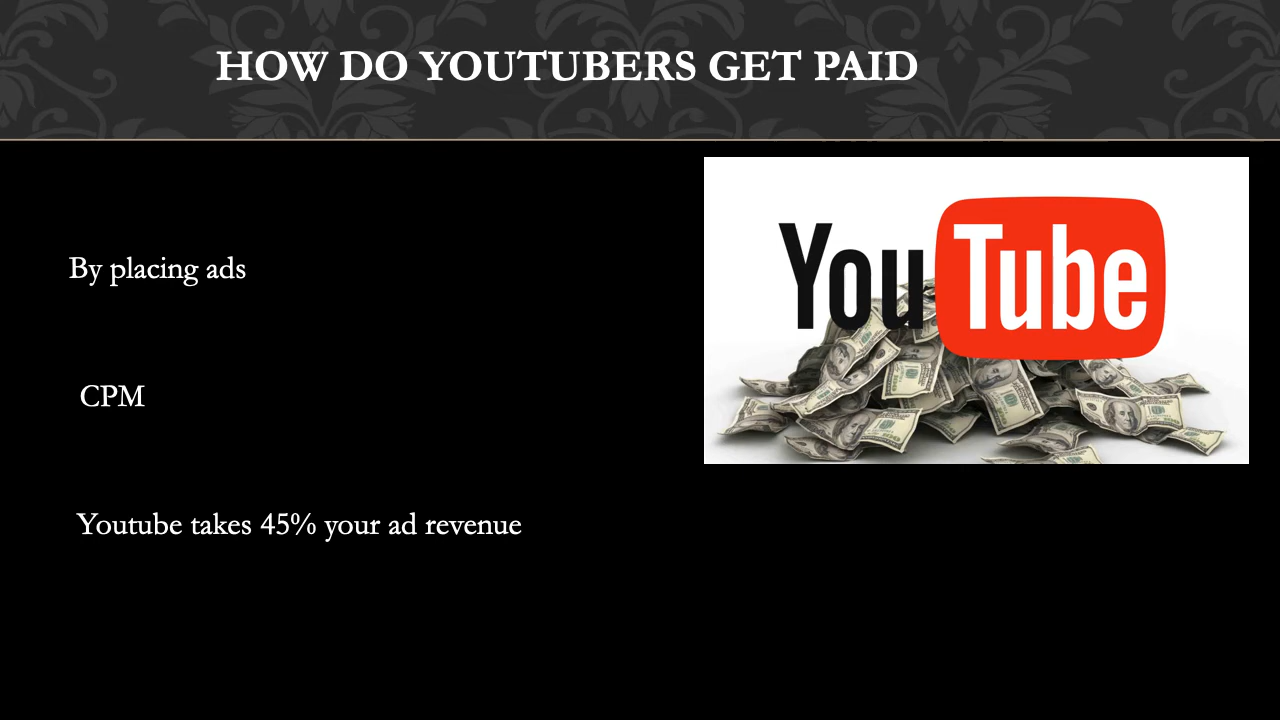 HOW DO YOUTUBERS GET PAID
By placing ads
CPM
Youtube takes 45% your ad revenue
YouTube